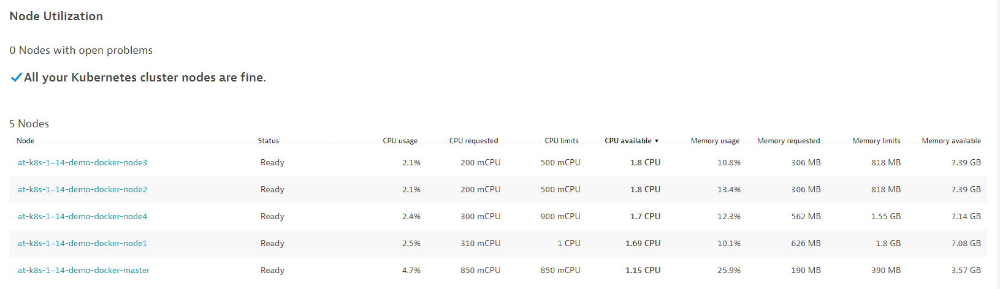 Node Utilization
0 Nodes with open problems
All your Kubernetes cluster nodes are fine.
5 Nodes
Node Status CPU usage CPU requested CPU limits CPU available ▼ Memory usage Memory requested Memory limits Memory available
at-k8s-1–14-demo-docker-node3 Ready 2.1% 200 mCPU 500 mCPU 1.8 CPU 10.8% 306 MB 818 MB 7.39 GB
at-k8s-1–14-demo-docker-node2 Ready 2.1% 200 mCPU 500 mCPU 1.8 CPU 13.4% 306 MB 818 MB 7.39 GB
at-k8s-1–14-demo-docker-node4 Ready 2.4% 300 mCPU 900 mCPU 1.7 CPU 12.3% 562 MB 1.55 GB 7.14 GB
at-k8s-1–14-demo-docker-node1 Ready 2.5% 310 mCPU 1 CPU 1.69 CPU 10.1% 626 MB 1.8 GB 7.08 GB
at-k8s-1–14-demo-docker-master Ready 4.7% 850 mCPU 850 mCPU 1.15 CPU 25.9% 190 MB 390 MB 3.57 GB